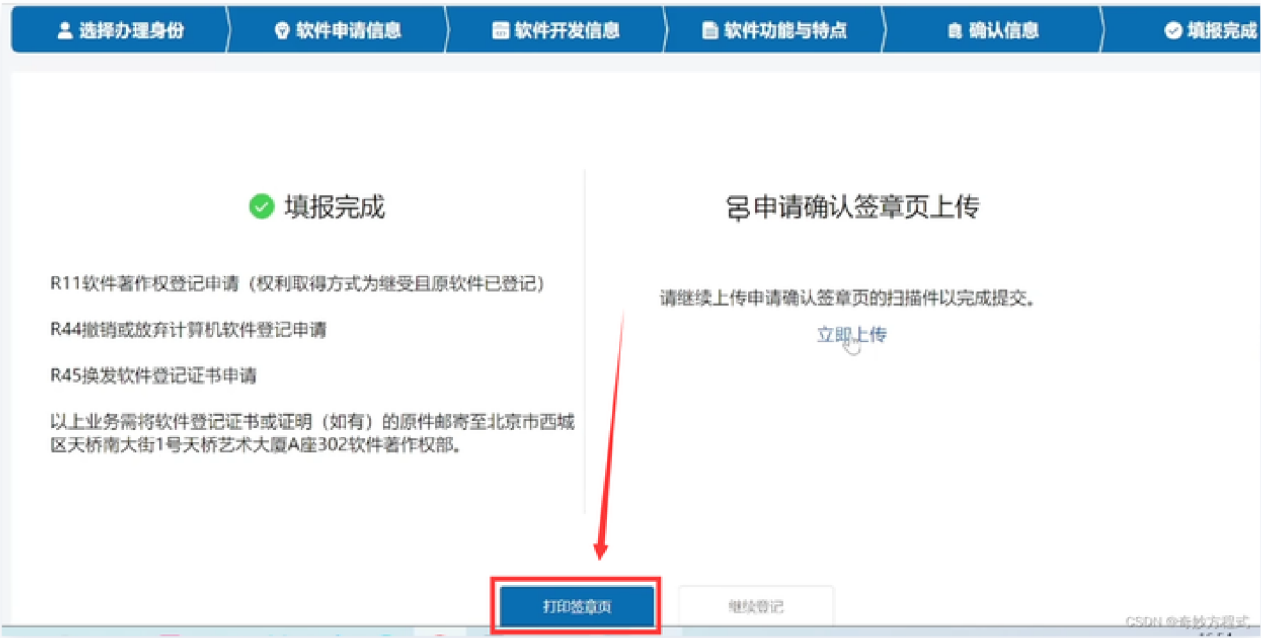 选择办理身份
软件申请信息
软件开发信息
软件功能与特点
确认信息
填报完成
填报完成
R11软件著作权登记申请（权利取得方式为继受且原软件已登记）
R44撤销或放弃计算机软件登记申请
R45换发软件登记证书申请
以上业务需将软件登记证书或证明（如有）的原件邮寄至北京市西城
区天桥南大街1号天桥艺术大厦A座302软件著作权部。
申请确认签章页上传
请继续上传申请确认签章页的扫描件以完成提交。
立即上传
打印签章页
继续登记
CSDN @奇妙方程式